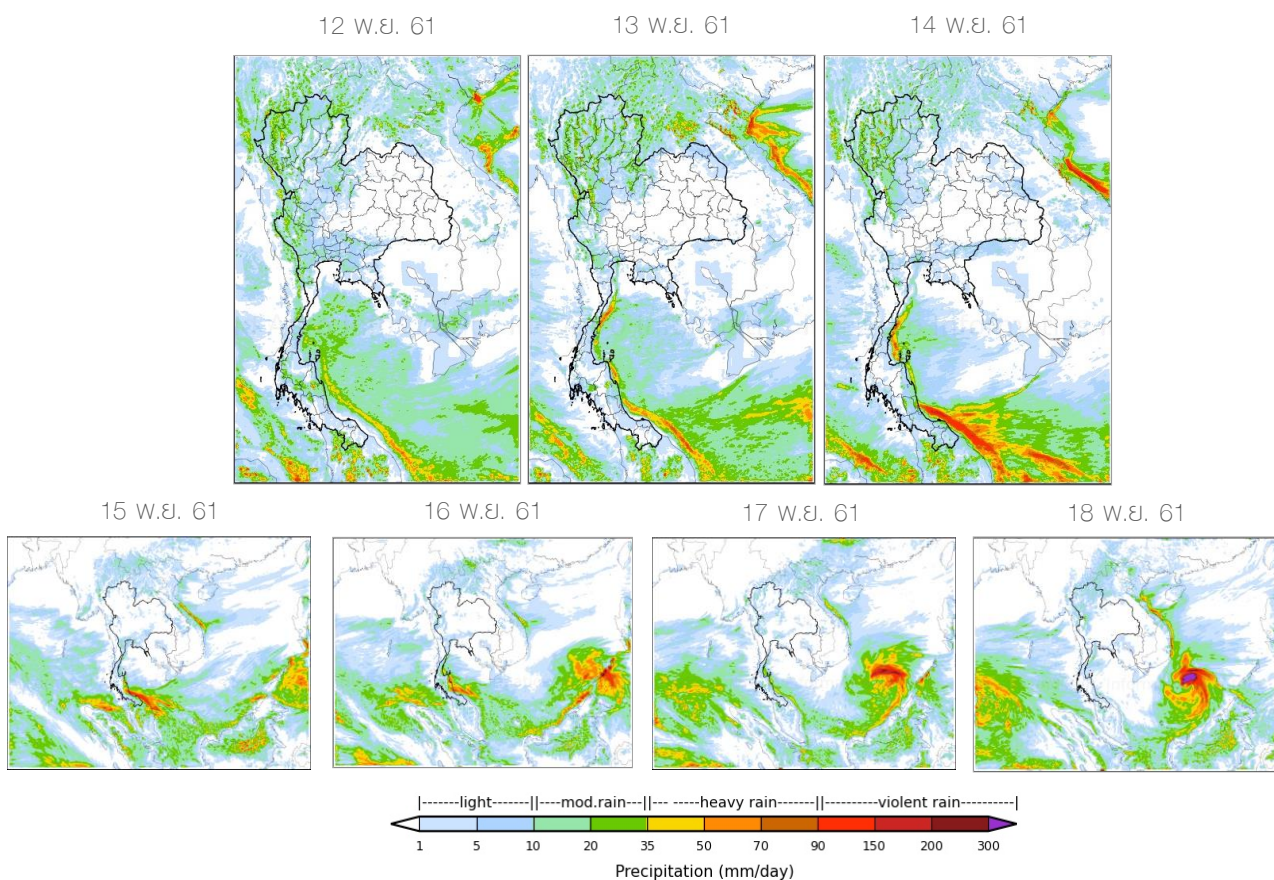 12 พ.ย. 61 13 พ.ย. 61 14 พ.ย. 61
15 พ.ย. 61 16 พ.ย. 61 17 พ.ย. 61 18 พ.ย. 61
|-------light-------||----mod.rain---||--- -----heavy rain--------||---------violent rain----------|
1 5 10 20 35 50 70 90 150 200 300
Precipitation (mm/day)